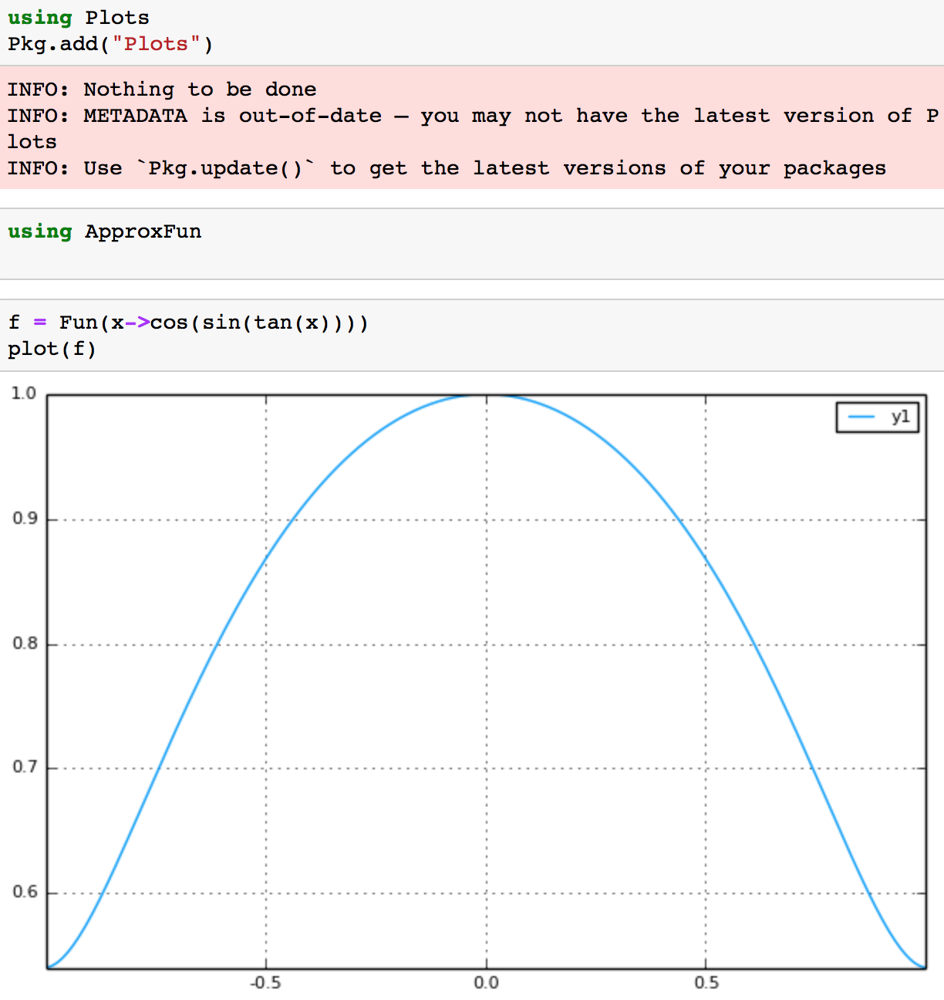 using Plots
Pkg.add("Plots")
INFO: Nothing to be done
INFO: METADATA is out-of-date — you may not have the latest version of P
lots
INFO: Use `Pkg.update()` to get the latest versions of your packages
using ApproxFun
f = Fun(x->cos(sin(tan(x))))
plot(f)
1.0
y1
0.9
0.8
0.7
0.6
-0.5 0.0 0.5